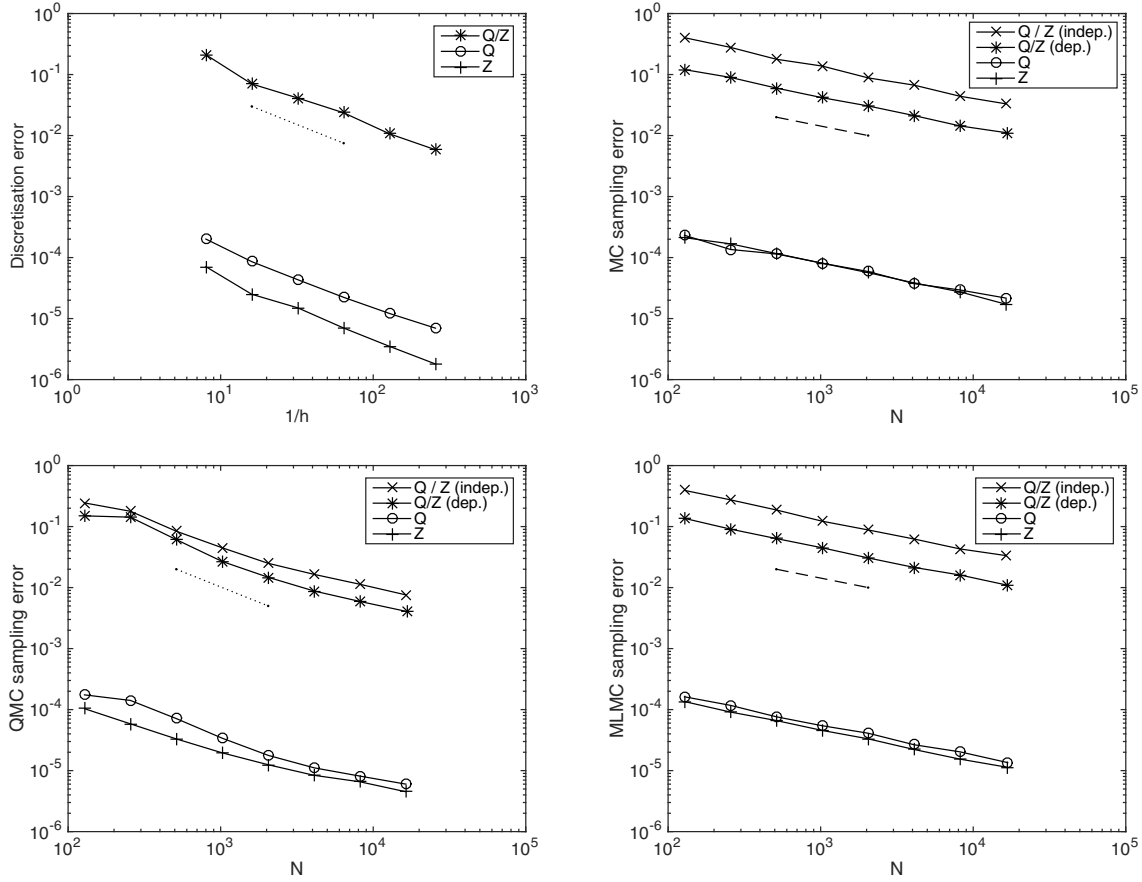 Discretisation error
10^0
10^-1
10^-2
10^-3
10^-4
10^-5
10^-6
10^0
10^1
10^2
10^3
1/h
Q/Z
Q
Z
MC sampling error
10^0
10^-1
10^-2
10^-3
10^-4
10^-5
10^-6
10^2
10^3
10^4
10^5
N
Q / Z (indep.)
Q/Z (dep.)
Q
Z
QMC sampling error
10^0
10^-1
10^-2
10^-3
10^-4
10^-5
10^-6
10^2
10^3
10^4
10^5
N
Q / Z (indep.)
Q/Z (dep.)
Q
Z
MLMC sampling error
10^0
10^-1
10^-2
10^-3
10^-4
10^-5
10^-6
10^2
10^3
10^4
10^5
N
Q / Z (indep.)
Q/Z (dep.)
Q
Z